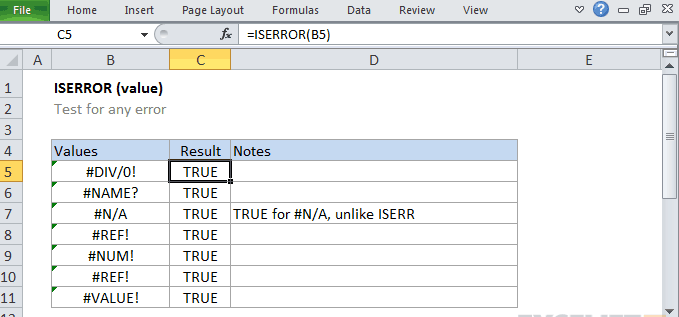 File Home Insert Page Layout Formulas Data Review View
C5 fx =ISERROR(B5)
A B C D E
1 ISERROR (value)
2 Test for any error
3
4 Values Result Notes
5 #DIV/0! TRUE
6 #NAME? TRUE
7 #N/A TRUE TRUE for #N/A, unlike ISERR
8 #REF! TRUE
9 #NUM! TRUE
10 #REF! TRUE
11 #VALUE! TRUE